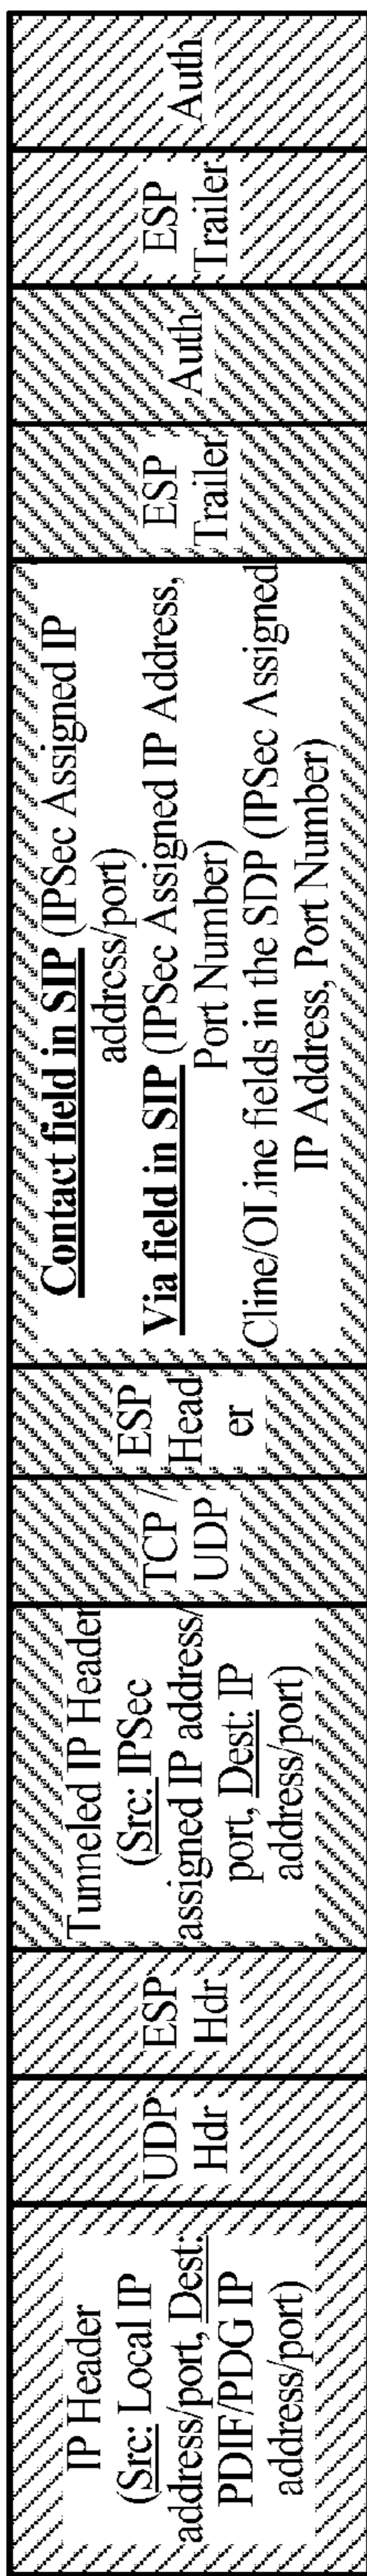 IP Header
(Src: Local IP
address/port, Dest:
PDIF/PDG IP
address/port)
UDP
Hdr
ESP
Hdr
Tunneled IP Header
(Src: IPSec
assigned IP address/
port, Dest: IP
address/port)
TCP /
UDP
ESP
Head
er
Contact field in SIP (IPSec Assigned IP
address/port)
Via field in SIP (IPSec Assigned IP Address,
Port Number)
Cline/OLine fields in the SDP (IPSec Assigned
IP Address, Port Number)
ESP
Trailer
Auth
ESP
Trailer
Auth